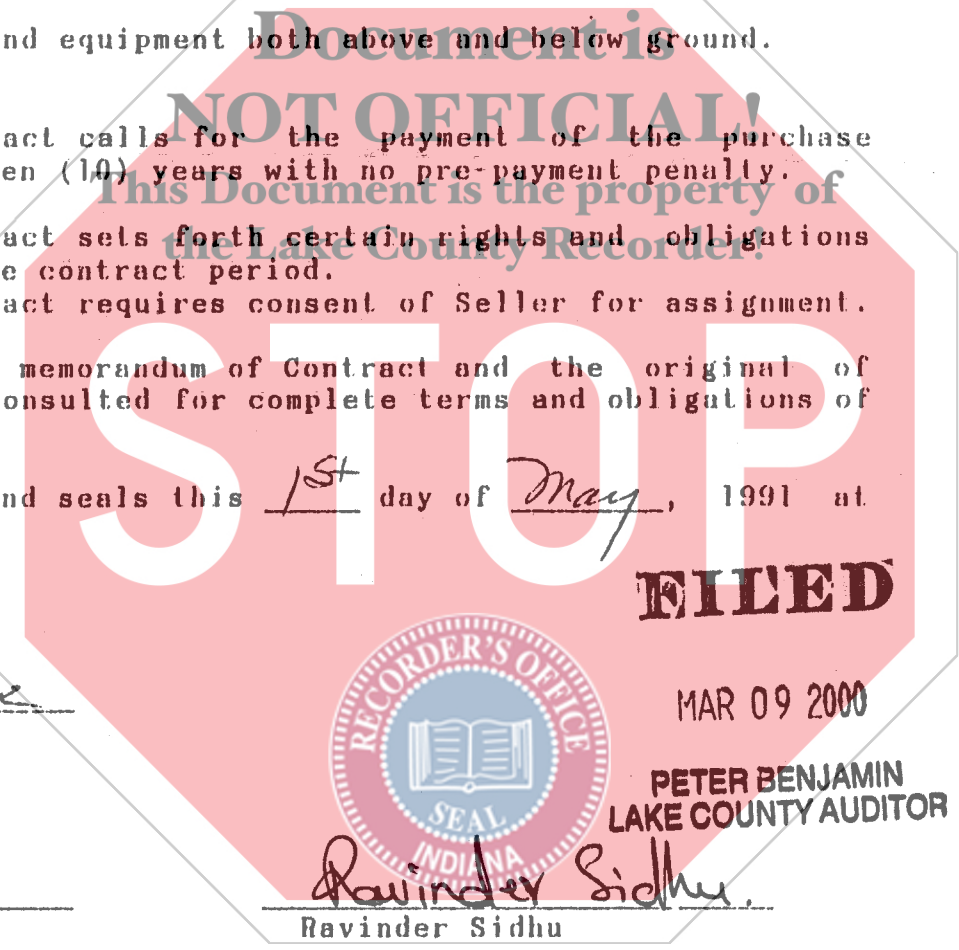 nd equipment both above and below ground.
Document is
NOT OFFICIAL!
act calls for the payment of the purchase
en (10) years with no pre-payment penalty.
This Document is the property of
act sets forth certain rights and obligations
the Lake County Recorder!
e contract period.
act requires consent of Seller for assignment.
memorandum of Contract and the original of
onsulted for complete terms and obligations of
STOP
nd seals this 1st day of May, 1991 at
FILED
RECORDER'S OFFICE
MAR 09 2000
PETER BENJAMIN
LAKE COUNTY AUDITOR
SEAL
INDIANA
Ravinder Sidhu.
Ravinder Sidhu